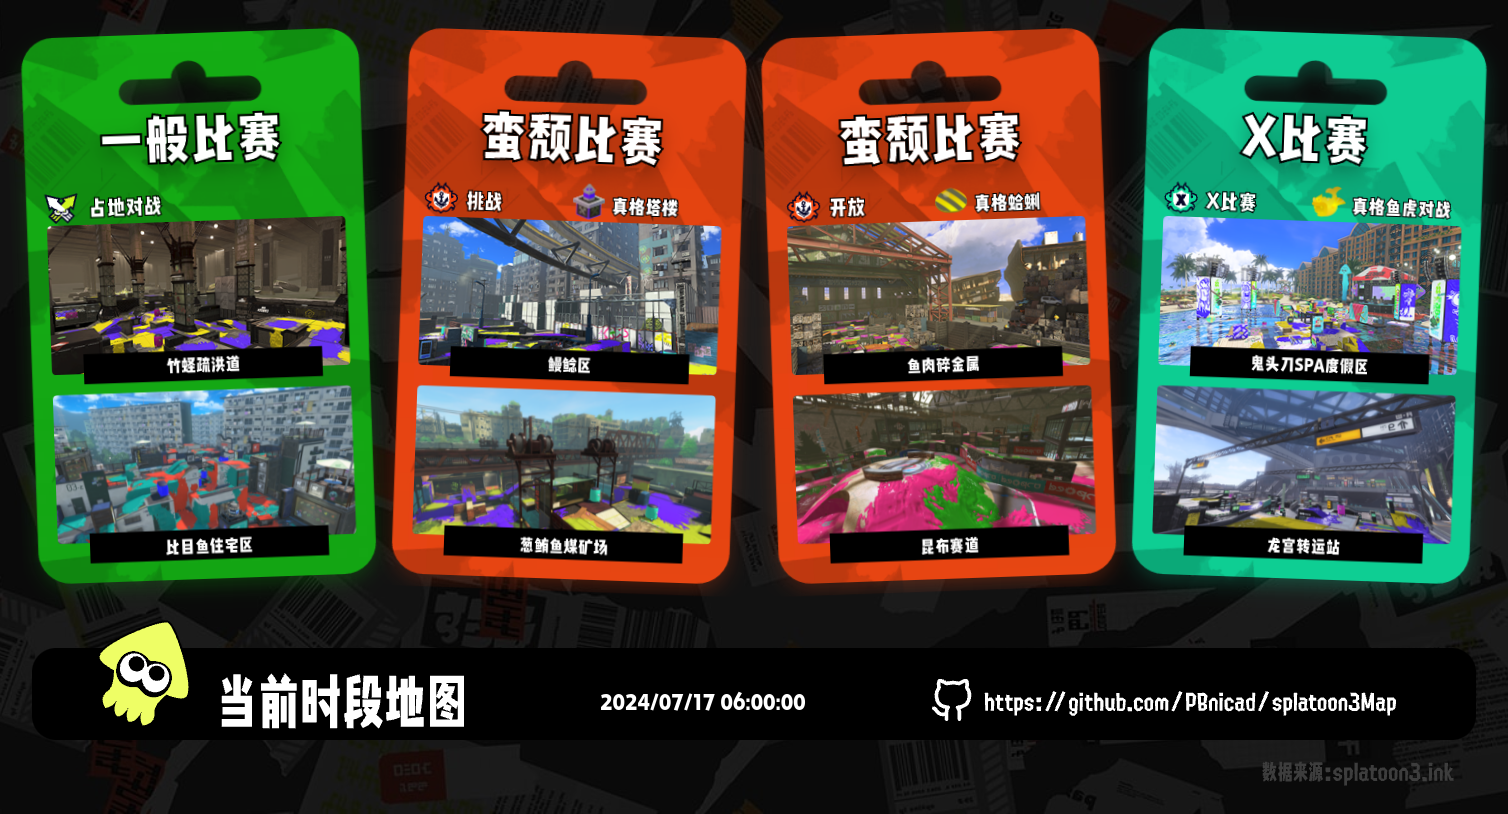 一般比赛
占地对战
竹蛏疏洪道
比目鱼住宅区
蛮颓比赛
挑战
真格塔楼
鳗鲶区
葱鲔鱼煤矿场
蛮颓比赛
开放
真格蛤蜊
鱼肉碎金属
昆布赛道
X比赛
X比赛
真格鱼虎对战
鬼头刀SPA度假区
龙宫转运站
当前时段地图
2024/07/17 06:00:00
https://github.com/PBnicad/splatoon3Map
数据来源:splatoon3.ink